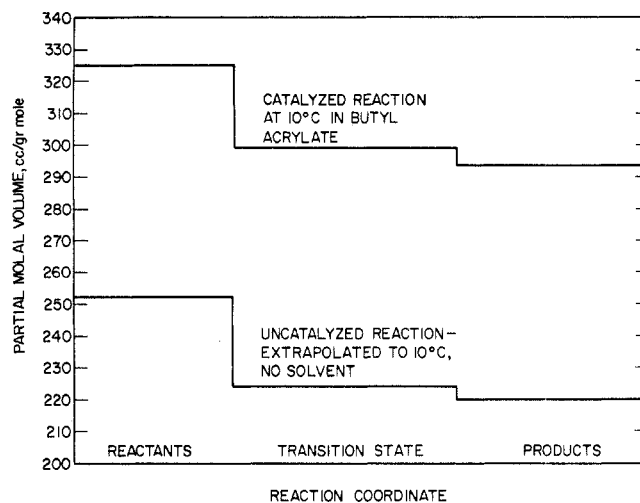 PARTIAL MOLAL VOLUME, cc/gr mole
340
330
320
310
300
290
280
270
260
250
240
230
220
210
200
CATALYZED REACTION
AT 10°C IN BUTYL
ACRYLATE
UNCATALYZED REACTION—
EXTRAPOLATED TO 10°C,
NO SOLVENT
REACTANTS
TRANSITION STATE
PRODUCTS
REACTION COORDINATE